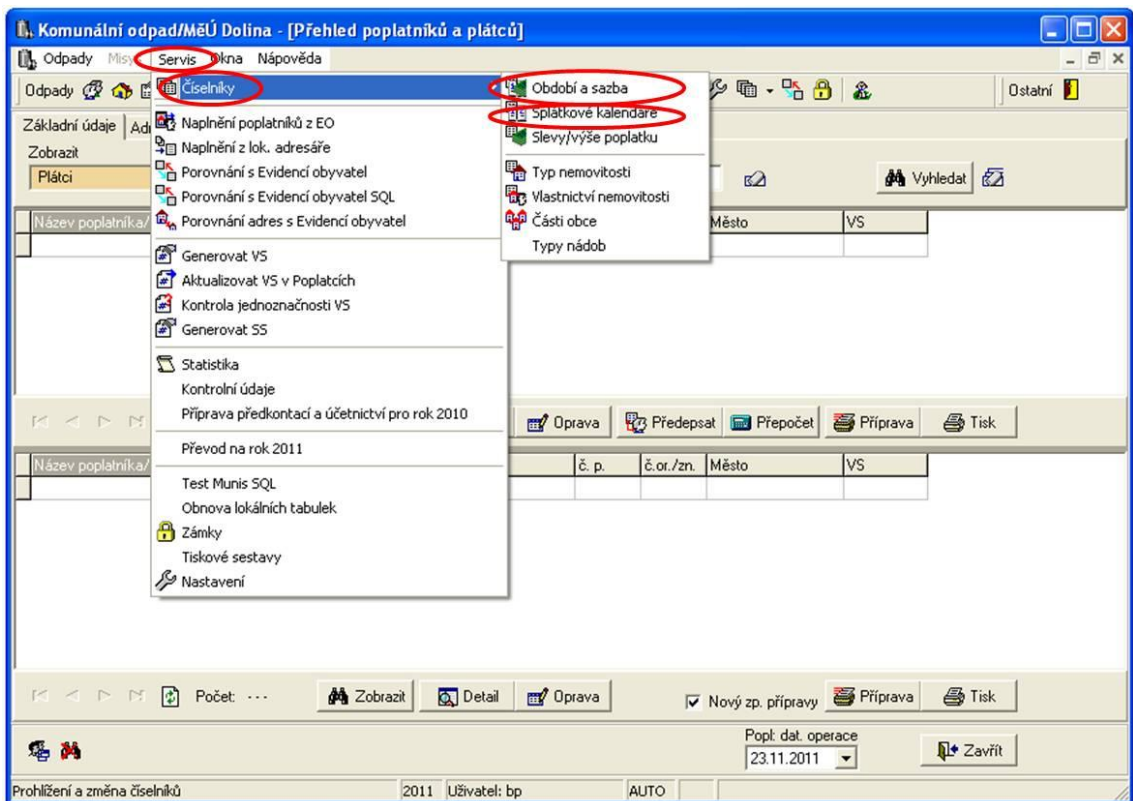 Komunální odpad/MěÚ Dolina - [Přehled poplatníků a plátců]
Odpady Servis Okna Nápověda
Odpady Číselníky Období a sazba Ostatní
Splátkové kalendáře
Základní údaje Naplnění poplatníků z EO Slevy/výše poplatku
Zobrazit Naplnění z lok. adresáře
Plátci Porovnání s Evidencí obyvatel Typ nemovitosti Vyhledat
Porovnání s Evidencí obyvatel SQL Vlastnictví nemovitosti
Název poplatníka/ Porovnání adres s Evidencí obyvatel Části obce Město VS
Typy nádob
Generovat VS
Aktualizovat VS v Poplatcích
Kontrola jednoznačnosti VS
Generovat SS
Statistika
Kontrolní údaje
Příprava předkontací a účetnictví pro rok 2010 Oprava Předepsat Přepočet Příprava Tisk
Převod na rok 2011
Název poplatníka/ č. p. č.or./zn. Město VS
Test Munis SQL
Obnova lokálních tabulek
Zámky
Tiskové sestavy
Nastavení
Počet: --- Zobrazit Detail Oprava Nový zp. přípravy Příprava Tisk
Popl: dat. operace
23.11.2011 Zavřít
Prohlížení a změna číselníků 2011 Uživatel: bp AUTO